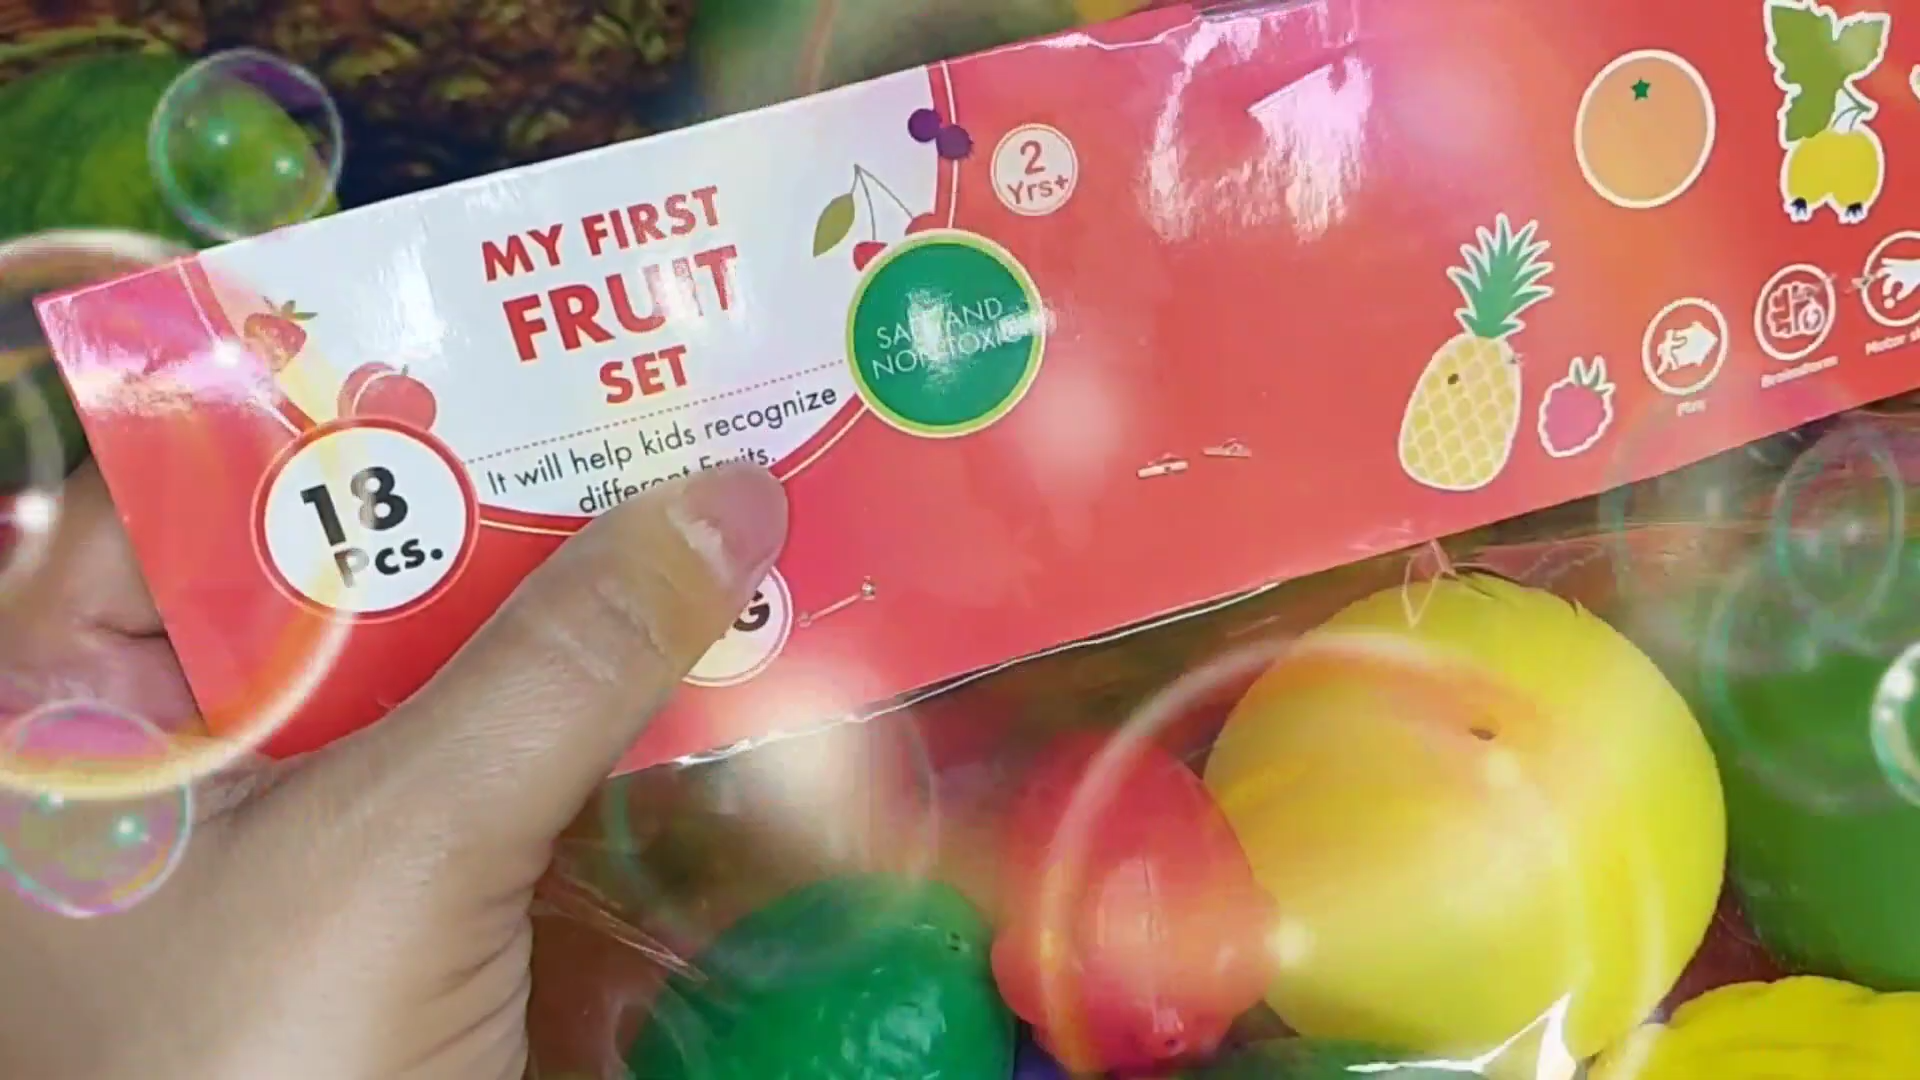 MY FIRST
FRUIT
SET
It will help kids recognize
different Fruits.
18
Pcs.
2
Yrs+
SAFE AND
NON-TOXIC
Brainstorm